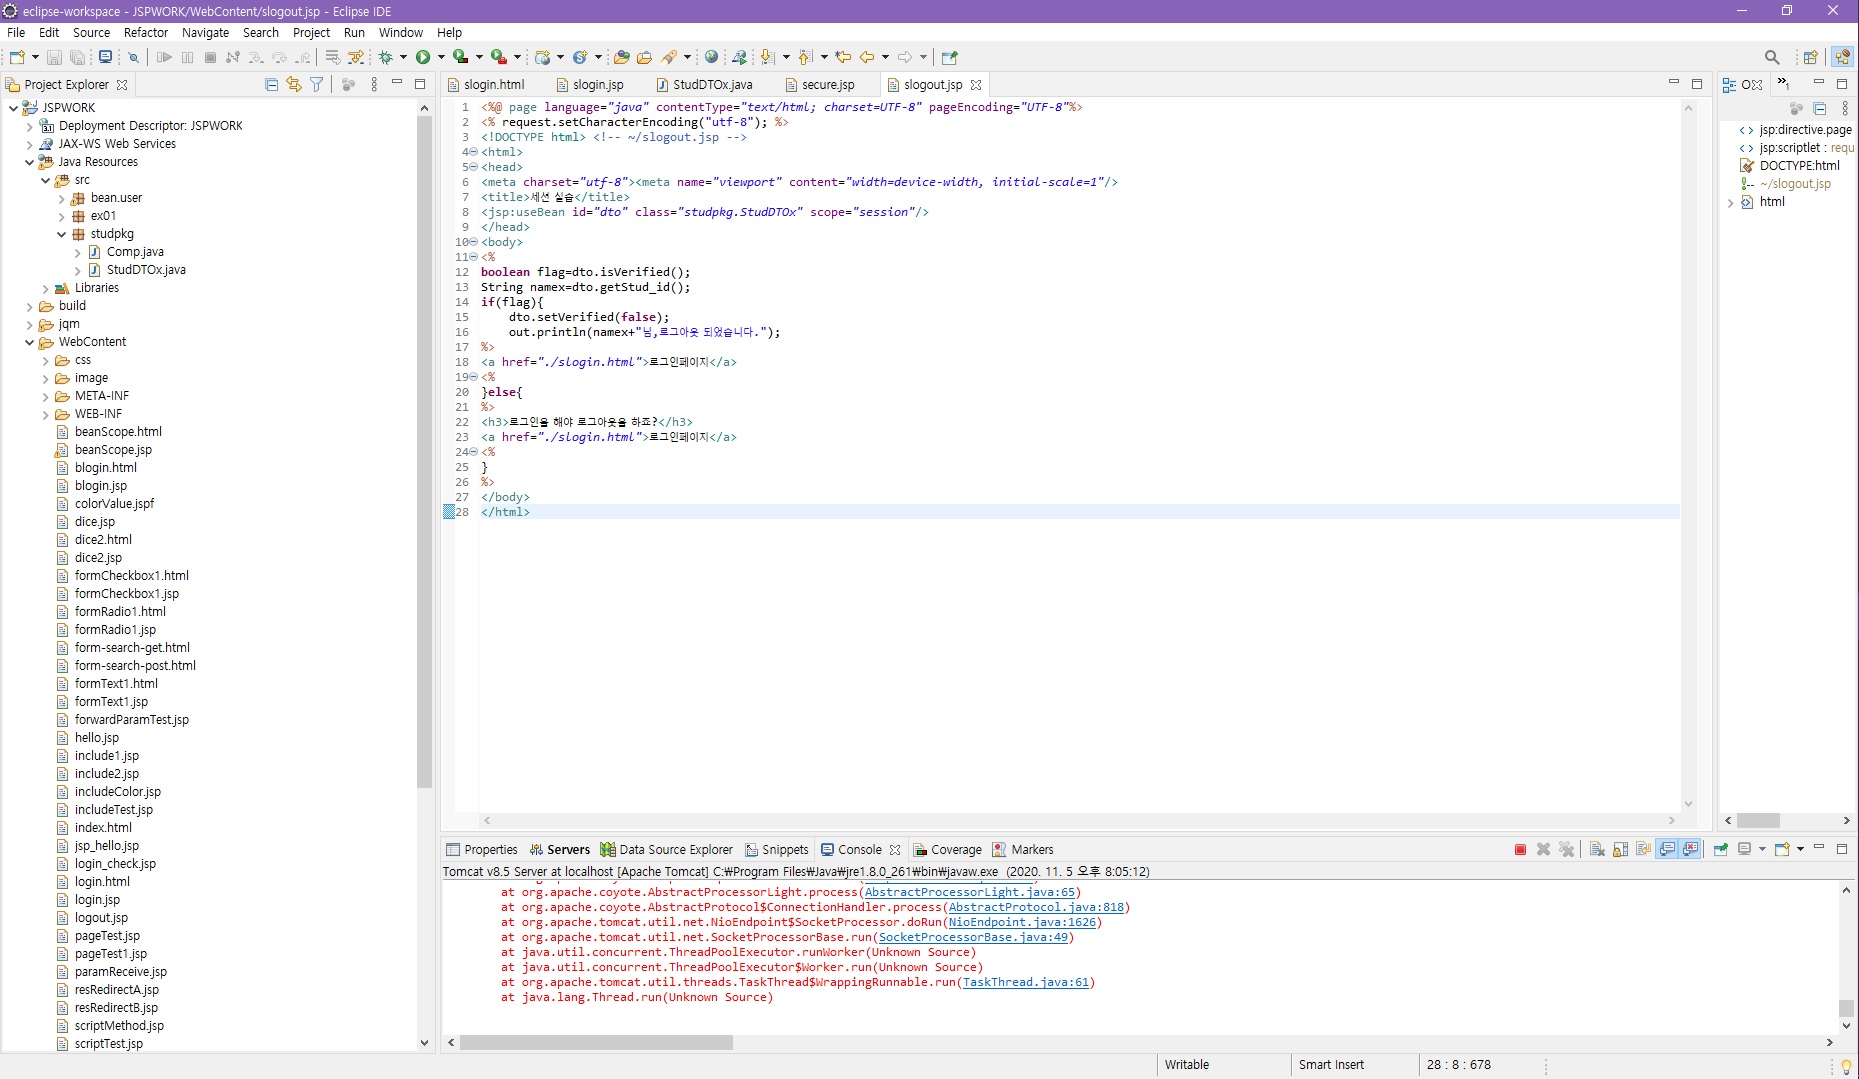 eclipse-workspace - JSPWORK/WebContent/slogout.jsp - Eclipse IDE
File Edit Source Refactor Navigate Search Project Run Window Help
Project Explorer
JSPWORK
Deployment Descriptor: JSPWORK
JAX-WS Web Services
Java Resources
src
bean.user
ex01
studpkg
Comp.java
StudDTOx.java
Libraries
build
jqm
WebContent
css
image
META-INF
WEB-INF
beanScope.html
beanScope.jsp
blogin.html
blogin.jsp
colorValue.jspf
dice.jsp
dice2.html
dice2.jsp
formCheckbox1.html
formCheckbox1.jsp
formRadio1.html
formRadio1.jsp
form-search-get.html
form-search-post.html
formText1.html
formText1.jsp
forwardParamTest.jsp
hello.jsp
include1.jsp
include2.jsp
includeColor.jsp
includeTest.jsp
index.html
jsp_hello.jsp
login_check.jsp
login.html
login.jsp
logout.jsp
pageTest.jsp
pageTest1.jsp
paramReceive.jsp
resRedirectA.jsp
resRedirectB.jsp
scriptMethod.jsp
scriptTest.jsp
slogin.html slogin.jsp StudDTOx.java secure.jsp slogout.jsp
1 <%@ page language="java" contentType="text/html; charset=UTF-8" pageEncoding="UTF-8"%>
2 <% request.setCharacterEncoding("utf-8"); %>
3 <!DOCTYPE html> <!-- ~/slogout.jsp -->
4 <html>
5 <head>
6 <meta charset="utf-8"><meta name="viewport" content="width=device-width, initial-scale=1"/>
7 <title>세션 실습</title>
8 <jsp:useBean id="dto" class="studpkg.StudDTOx" scope="session"/>
9 </head>
10 <body>
11 <%
12 boolean flag=dto.isVerified();
13 String namex=dto.getStud_id();
14 if(flag){
15 dto.setVerified(false);
16 out.println(namex+"님,로그아웃 되었습니다.");
17 %>
18 <a href="./slogin.html">로그인페이지</a>
19 <%
20 }else{
21 %>
22 <h3>로그인을 해야 로그아웃을 하죠?</h3>
23 <a href="./slogin.html">로그인페이지</a>
24 <%
25 }
26 %>
27 </body>
28 </html>
jsp:directive.page
jsp:scriptlet : requ
DOCTYPE:html
~/slogout.jsp
html
Properties Servers Data Source Explorer Snippets Console Coverage Markers
Tomcat v8.5 Server at localhost [Apache Tomcat] C:₩Program Files₩Java₩jre1.8.0_261₩bin₩javaw.exe (2020. 11. 5 오후 8:05:12)
at org.apache.coyote.AbstractProcessorLight.process(AbstractProcessorLight.java:65)
at org.apache.coyote.AbstractProtocol$ConnectionHandler.process(AbstractProtocol.java:818)
at org.apache.tomcat.util.net.NioEndpoint$SocketProcessor.doRun(NioEndpoint.java:1626)
at org.apache.tomcat.util.net.SocketProcessorBase.run(SocketProcessorBase.java:49)
at java.util.concurrent.ThreadPoolExecutor.runWorker(Unknown Source)
at java.util.concurrent.ThreadPoolExecutor$Worker.run(Unknown Source)
at org.apache.tomcat.util.threads.TaskThread$WrappingRunnable.run(TaskThread.java:61)
at java.lang.Thread.run(Unknown Source)
Writable Smart Insert 28 : 8 : 678